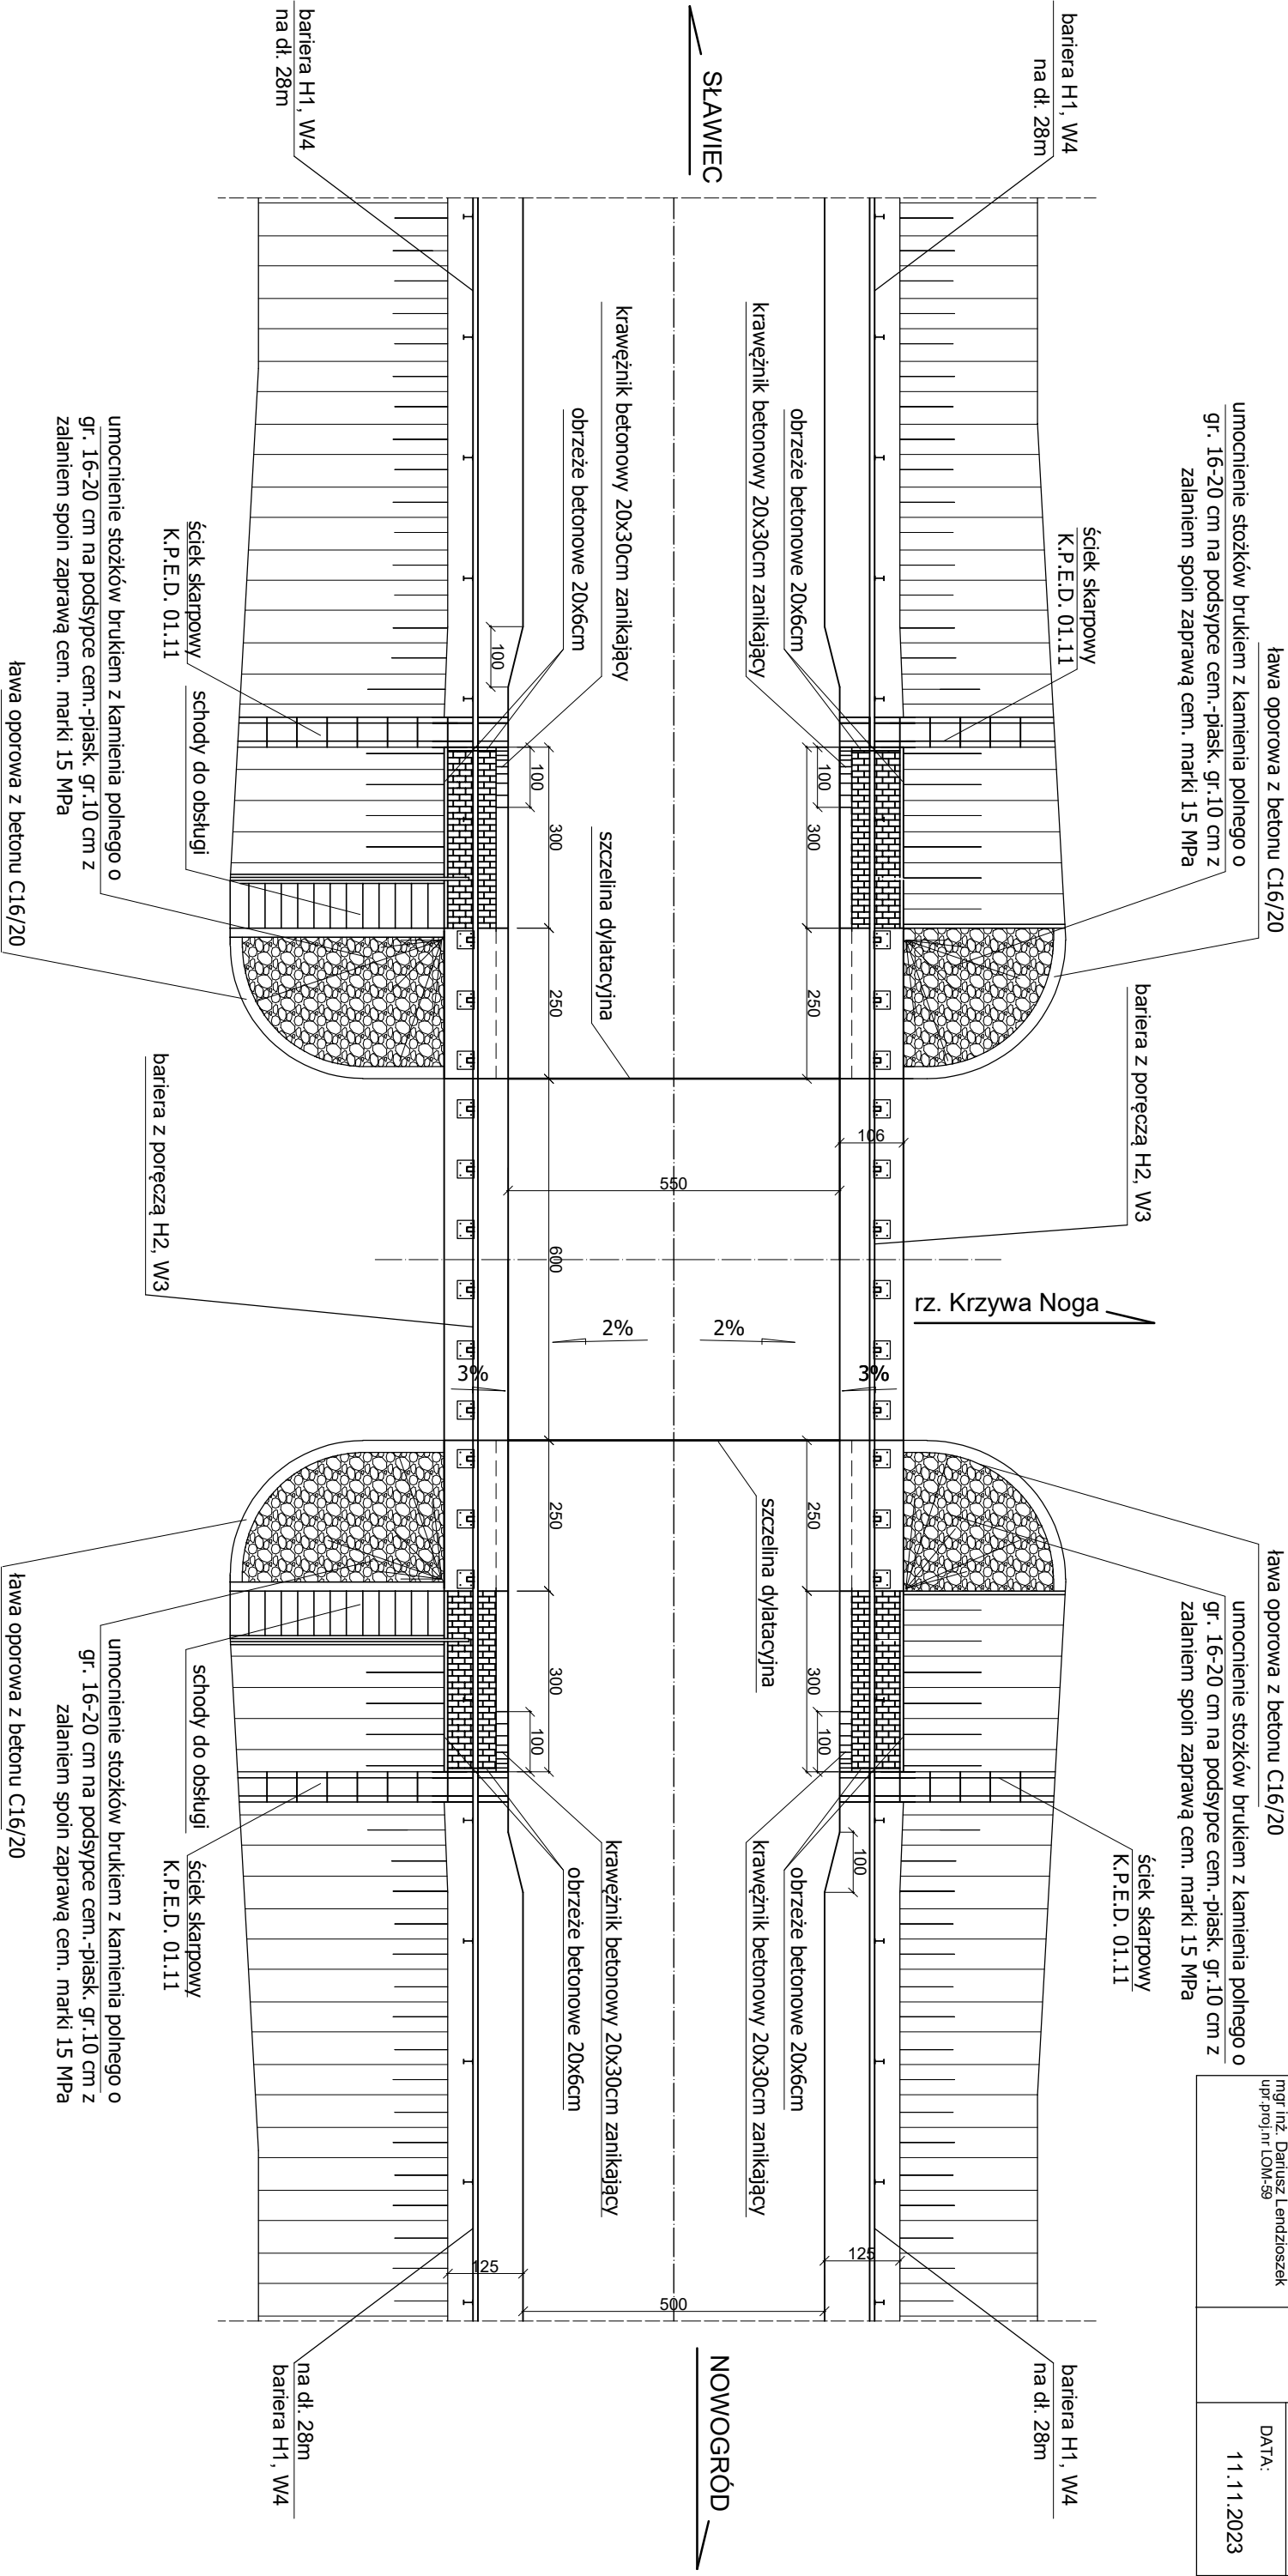 bariera H1, W4
na dł. 28m
SŁAWIEC
bariera H1, W4
na dł. 28m
ława oporowa z betonu C16/20
umocnienie stożków brukiem z kamienia polnego o
gr. 16-20 cm na podsypce cem.-piask. gr.10 cm z
zalaniem spoin zaprawą cem. marki 15 MPa
ściek skarpowy
K.P.E.D. 01.11
bariera z poręczą H2, W3
krawężnik betonowy 20x30cm zanikający
obrzeże betonowe 20x6cm
krawężnik betonowy 20x30cm zanikający
obrzeże betonowe 20x6cm
100
100
100
300
300
szczelina dylatacyjna
250
250
ściek skarpowy
K.P.E.D. 01.11
schody do obsługi
umocnienie stożków brukiem z kamienia polnego o
gr. 16-20 cm na podsypce cem.-piask. gr.10 cm z
zalaniem spoin zaprawą cem. marki 15 MPa
ława oporowa z betonu C16/20
bariera z poręczą H2, W3
106
550
600
rz. Krzywa Noga
2%
2%
3%
3%
250
250
szczelina dylatacyjna
300
300
100
100
100
ława oporowa z betonu C16/20
umocnienie stożków brukiem z kamienia polnego o
gr. 16-20 cm na podsypce cem.-piask. gr.10 cm z
zalaniem spoin zaprawą cem. marki 15 MPa
ściek skarpowy
K.P.E.D. 01.11
krawężnik betonowy 20x30cm zanikający
obrzeże betonowe 20x6cm
krawężnik betonowy 20x30cm zanikający
obrzeże betonowe 20x6cm
schody do obsługi
ściek skarpowy
K.P.E.D. 01.11
umocnienie stożków brukiem z kamienia polnego o
gr. 16-20 cm na podsypce cem.-piask. gr.10 cm z
zalaniem spoin zaprawą cem. marki 15 MPa
ława oporowa z betonu C16/20
125
125
500
NOWOGRÓD
bariera H1, W4
na dł. 28m
na dł. 28m
bariera H1, W4
mgr inż. Dariusz Lendzioszek
upr.proj.nr LOM-59
DATA:
11.11.2023